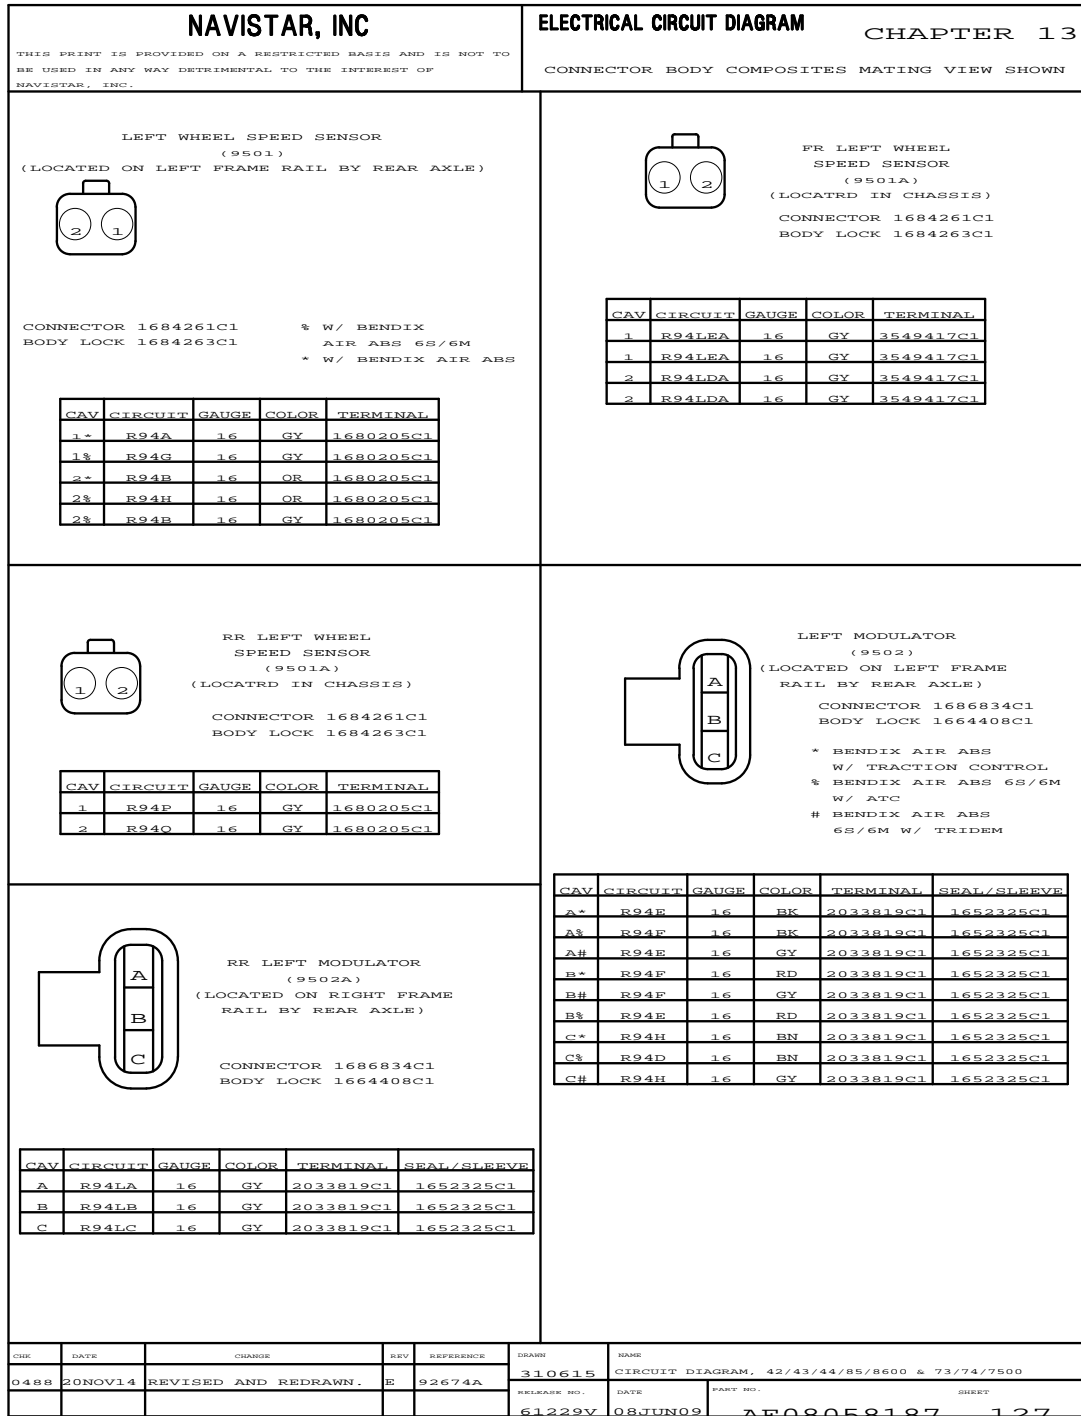 NAVISTAR, INC
THIS PRINT IS PROVIDED ON A RESTRICTED BASIS AND IS NOT TO
BE USED IN ANY WAY DETRIMENTAL TO THE INTEREST OF
NAVISTAR, INC.
ELECTRICAL CIRCUIT DIAGRAM
CHAPTER 13
CONNECTOR BODY COMPOSITES MATING VIEW SHOWN
LEFT WHEEL SPEED SENSOR
(9501)
(LOCATED ON LEFT FRAME RAIL BY REAR AXLE)
2 1
CONNECTOR 1684261C1
BODY LOCK 1684263C1
% W/ BENDIX
AIR ABS 6S/6M
* W/ BENDIX AIR ABS
CAV CIRCUIT GAUGE COLOR TERMINAL
1* R94A 16 GY 1680205C1
1% R94G 16 GY 1680205C1
2* R94B 16 OR 1680205C1
2% R94H 16 OR 1680205C1
2% R94B 16 GY 1680205C1
1 2
FR LEFT WHEEL
SPEED SENSOR
(9501A)
(LOCATRD IN CHASSIS)
CONNECTOR 1684261C1
BODY LOCK 1684263C1
CAV CIRCUIT GAUGE COLOR TERMINAL
1 R94LEA 16 GY 3549417C1
1 R94LEA 16 GY 3549417C1
2 R94LDA 16 GY 3549417C1
2 R94LDA 16 GY 3549417C1
RR LEFT WHEEL
SPEED SENSOR
(9501A)
(LOCATRD IN CHASSIS)
1 2
CONNECTOR 1684261C1
BODY LOCK 1684263C1
CAV CIRCUIT GAUGE COLOR TERMINAL
1 R94P 16 GY 1680205C1
2 R94Q 16 GY 1680205C1
LEFT MODULATOR
(9502)
(LOCATED ON LEFT FRAME
RAIL BY REAR AXLE)
A
B
C
CONNECTOR 1686834C1
BODY LOCK 1664408C1
* BENDIX AIR ABS
W/ TRACTION CONTROL
% BENDIX AIR ABS 6S/6M
W/ ATC
# BENDIX AIR ABS
6S/6M W/ TRIDEM
CAV CIRCUIT GAUGE COLOR TERMINAL SEAL/SLEEVE
A* R94E 16 BK 2033819C1 1652325C1
A% R94F 16 BK 2033819C1 1652325C1
A# R94E 16 GY 2033819C1 1652325C1
B* R94F 16 RD 2033819C1 1652325C1
B# R94F 16 GY 2033819C1 1652325C1
B% R94E 16 RD 2033819C1 1652325C1
C* R94H 16 BN 2033819C1 1652325C1
C% R94D 16 BN 2033819C1 1652325C1
C# R94H 16 GY 2033819C1 1652325C1
A
B
C
RR LEFT MODULATOR
(9502A)
(LOCATED ON RIGHT FRAME
RAIL BY REAR AXLE)
CONNECTOR 1686834C1
BODY LOCK 1664408C1
CAV CIRCUIT GAUGE COLOR TERMINAL SEAL/SLEEVE
A R94LA 16 GY 2033819C1 1652325C1
B R94LB 16 GY 2033819C1 1652325C1
C R94LC 16 GY 2033819C1 1652325C1
CHK DATE CHANGE REV REFERENCE
0488 20NOV14 REVISED AND REDRAWN. E 92674A
DRAWN
310615
NAME
CIRCUIT DIAGRAM, 42/43/44/85/8600 & 73/74/7500
RELEASE NO.
61229V
DATE
08JUN09
PART NO. SHEET
AE08058187 127